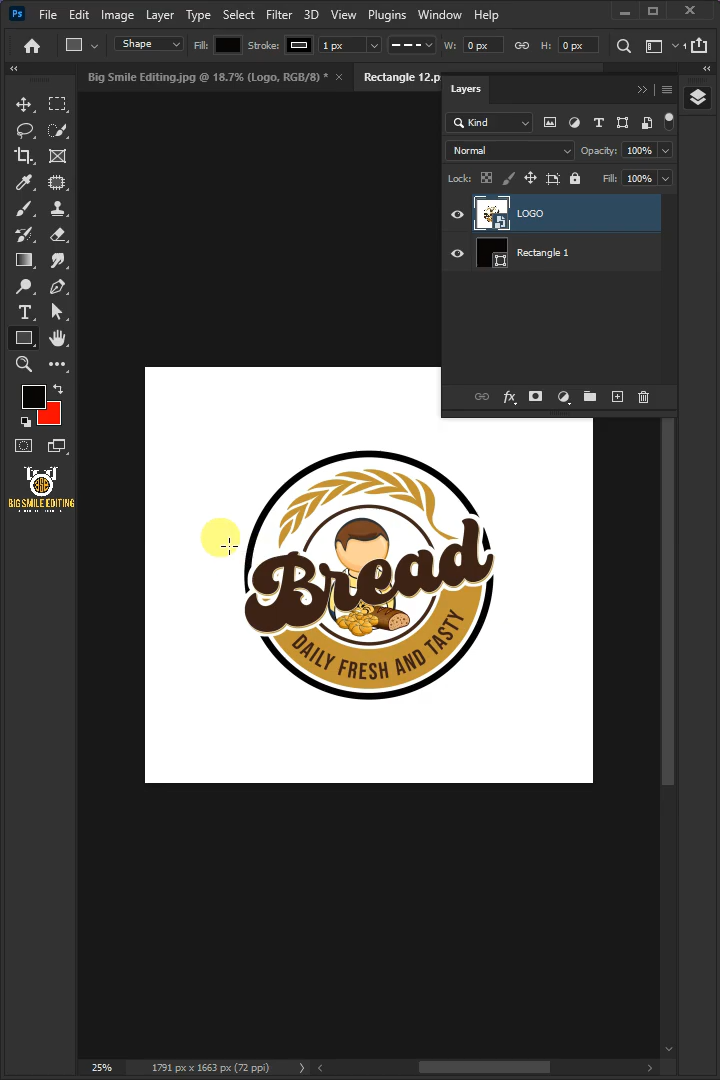 Ps File Edit Image Layer Type Select Filter 3D View Plugins Window Help
Shape Fill: Stroke: 1 px W: 0 px H: 0 px
Big Smile Editing.jpg @ 18.7% (Logo, RGB/8) * × Rectangle 12.p
Layers
Kind
Normal Opacity: 100%
Lock: Fill: 100%
LOGO
Rectangle 1
fx
BIG SMILE EDITING
Bread
DAILY FRESH AND TASTY
25% 1791 px x 1663 px (72 ppi)